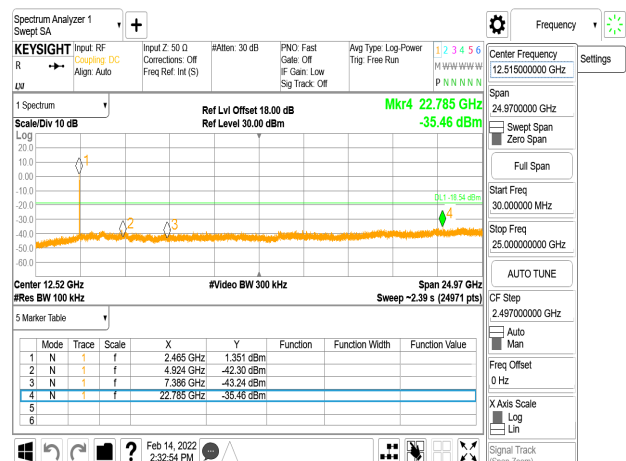 Spectrum Analyzer 1
Swept SA
Frequency
KEYSIGHT
R
Input: RF
Coupling: DC
Align: Auto
Input Z: 50 Ω
Corrections: Off
Freq Ref: Int (S)
#Atten: 30 dB
PNO: Fast
Gate: Off
IF Gain: Low
Sig Track: Off
Avg Type: Log-Power
Trig: Free Run
1 2 3 4 5 6
M W W W W W
P N N N N N
1 Spectrum
Scale/Div 10 dB
Ref Lvl Offset 18.00 dB
Ref Level 30.00 dBm
Mkr4 22.785 GHz
-35.46 dBm
Log
20.0
10.0
0.00
-10.0
-20.0
-30.0
-40.0
-50.0
-60.0
1
2
3
4
DL1 -18.54 dBm
Center 12.52 GHz
#Res BW 100 kHz
#Video BW 300 kHz
Span 24.97 GHz
Sweep ~2.39 s (24971 pts)
5 Marker Table
Mode Trace Scale X Y Function Function Width Function Value
1 N 1 f 2.465 GHz 1.351 dBm
2 N 1 f 4.924 GHz -42.30 dBm
3 N 1 f 7.386 GHz -43.24 dBm
4 N 1 f 22.785 GHz -35.46 dBm
5
6
?
Feb 14, 2022
2:32:54 PM
Center Frequency
12.515000000 GHz
Settings
Span
24.9700000 GHz
Swept Span
Zero Span
Full Span
Start Freq
30.000000 MHz
Stop Freq
25.000000000 GHz
AUTO TUNE
CF Step
2.497000000 GHz
Auto
Man
Freq Offset
0 Hz
X Axis Scale
Log
Lin
Signal Track
(Span Zoom)